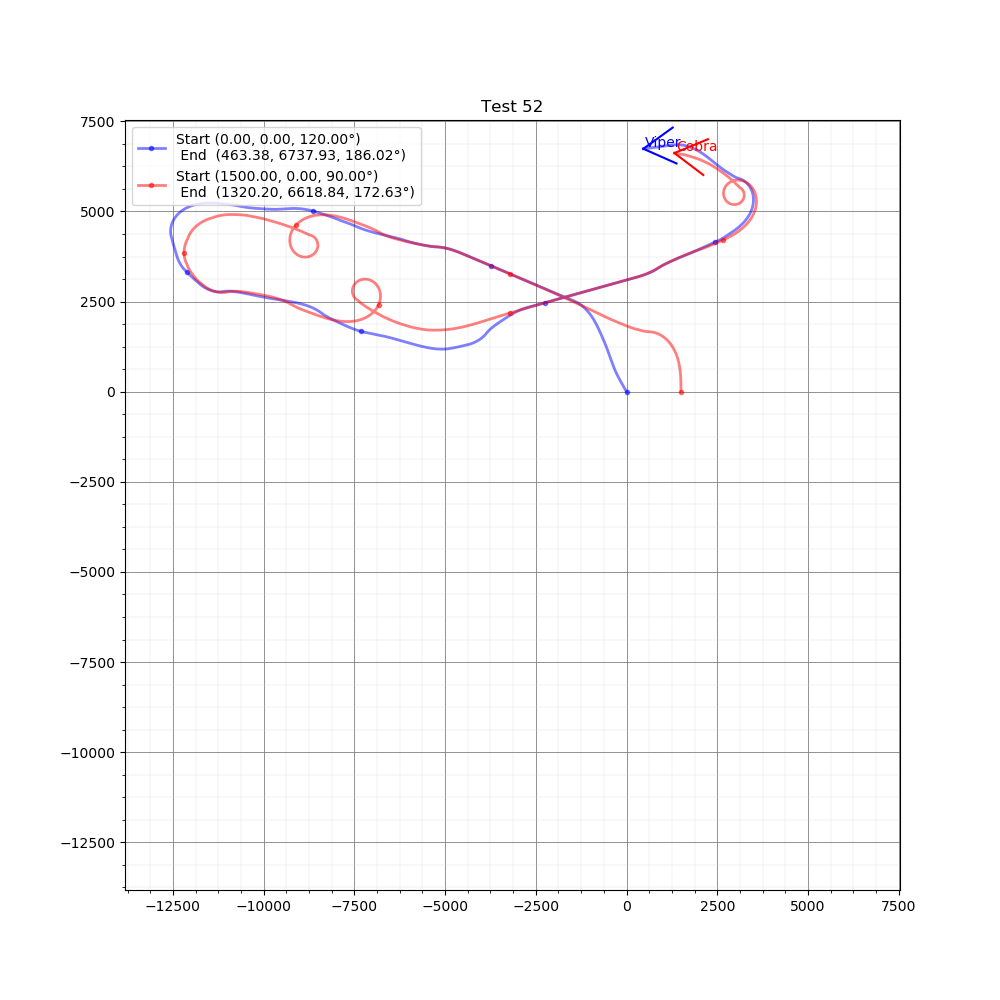 Test 52
7500
5000
2500
0
−2500
−5000
−7500
−10000
−12500
Start (0.00, 0.00, 120.00°)
End  (463.38, 6737.93, 186.02°)
Start (1500.00, 0.00, 90.00°)
End  (1320.20, 6618.84, 172.63°)
Viper
Cobra
−12500 −10000 −7500 −5000 −2500 0 2500 5000 7500